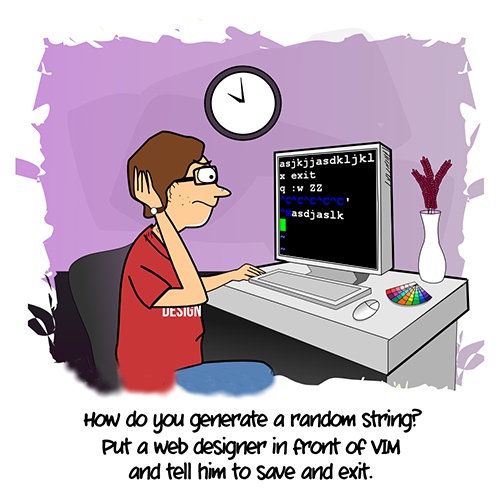 asjkjjasdkljkl
x exit
q :w ZZ
^C^C^C^C^C'
asdjaslk
~
~
DESIGN
How do you generate a random string?
Put a web designer in front of VIM
and tell him to save and exit.